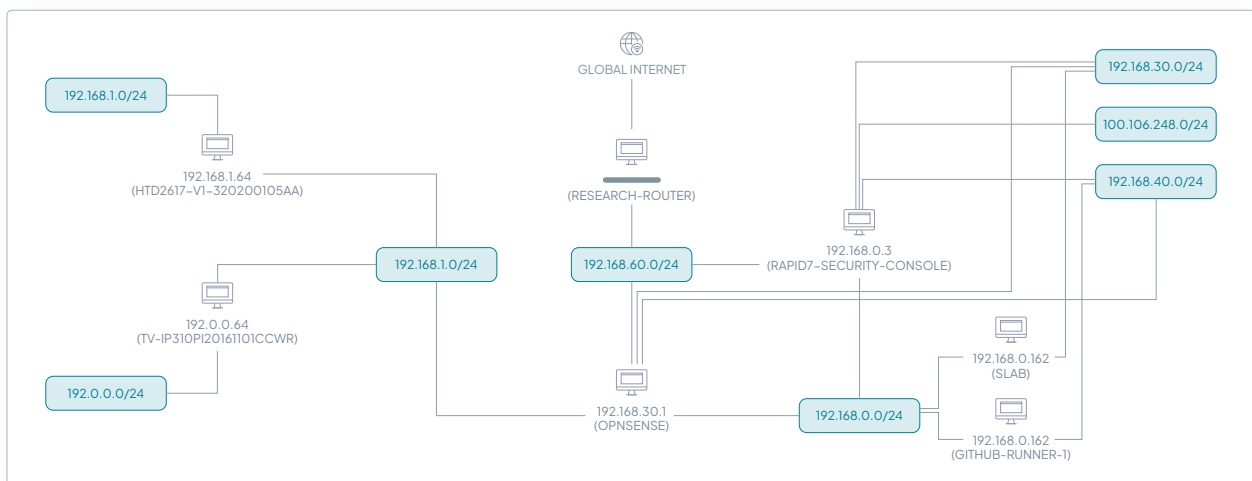 GLOBAL INTERNET
192.168.30.0/24
192.168.1.0/24
100.106.248.0/24
192.168.1.64
(HTD2617-V1-320200105AA)
(RESEARCH-ROUTER)
192.168.40.0/24
192.168.0.3
(RAPID7-SECURITY-CONSOLE)
192.168.1.0/24
192.168.60.0/24
192.0.0.64
(TV-IP310PI20161101CCWR)
192.168.0.162
(SLAB)
192.0.0.0/24
192.168.30.1
(OPNSENSE)
192.168.0.0/24
192.168.0.162
(GITHUB-RUNNER-1)